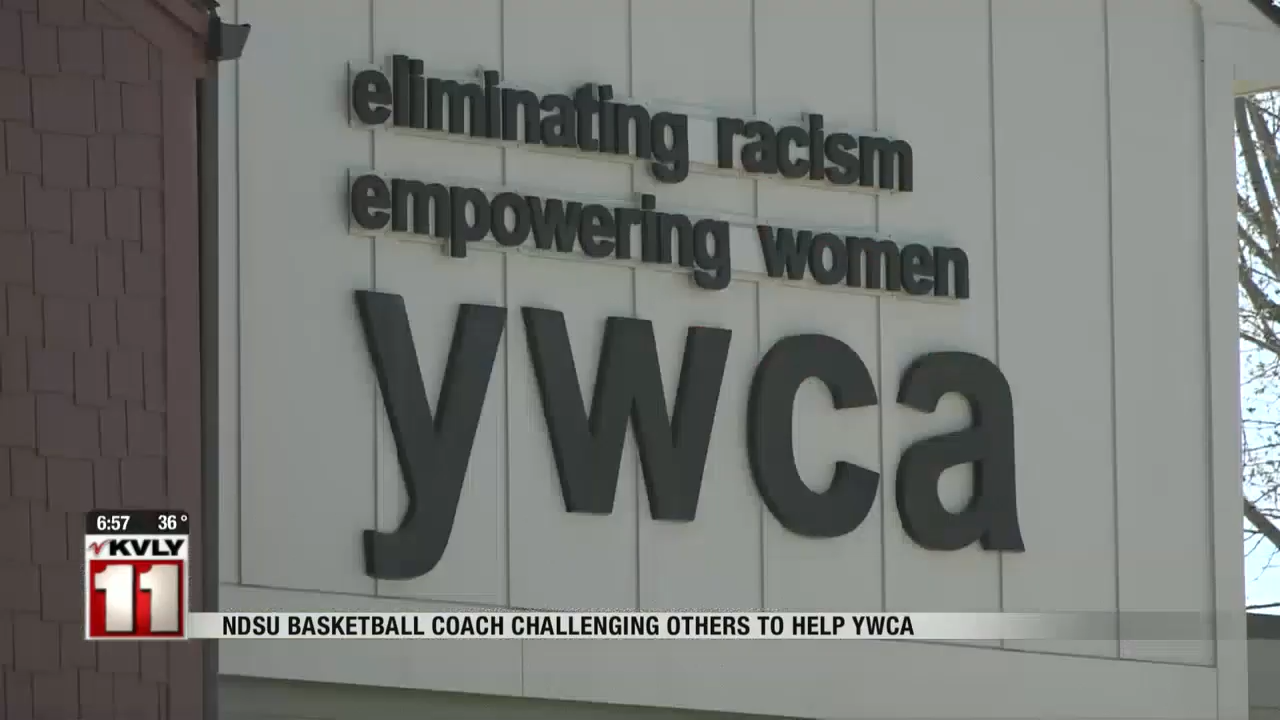 eliminating racism
empowering women
ywca
6:57 36°
KVLY
11
NDSU BASKETBALL COACH CHALLENGING OTHERS TO HELP YWCA